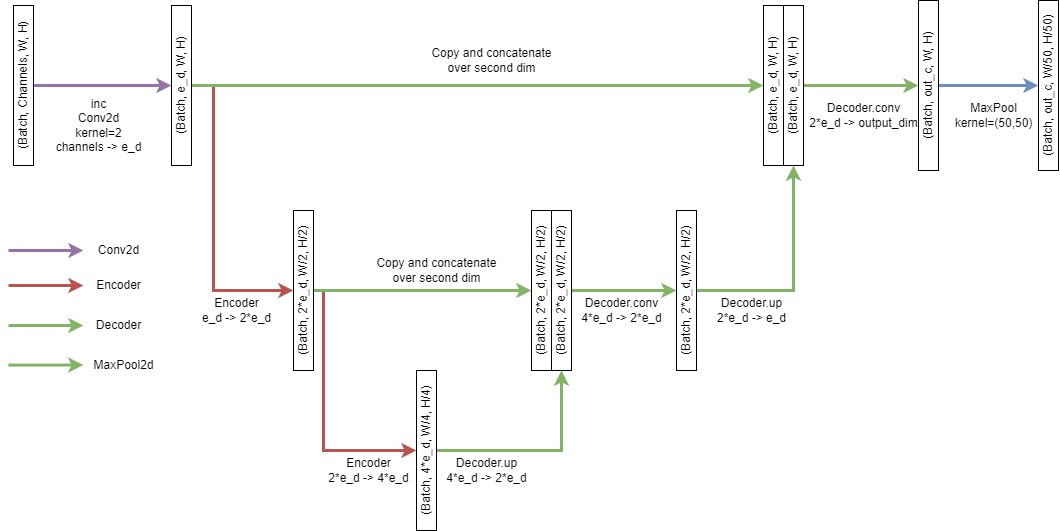 (Batch, Channels, W, H)
inc
Conv2d
kernel=2
channels -> e_d
(Batch, e_d, W, H)
Copy and concatenate
over second dim
(Batch, e_d, W, H)
(Batch, e_d, W, H)
Decoder.conv
2*e_d -> output_dim
(Batch, out_c, W, H)
MaxPool
kernel=(50,50)
(Batch, out_c, W/50, H/50)
Encoder
e_d -> 2*e_d
(Batch, 2*e_d, W/2, H/2)
Copy and concatenate
over second dim
(Batch, 2*e_d, W/2, H/2)
(Batch, 2*e_d, W/2, H/2)
Decoder.conv
4*e_d -> 2*e_d
(Batch, 2*e_d, W/2, H/2)
Decoder.up
2*e_d -> e_d
Encoder
2*e_d -> 4*e_d
(Batch, 4*e_d, W/4, H/4)
Decoder.up
4*e_d -> 2*e_d
Conv2d
Encoder
Decoder
MaxPool2d